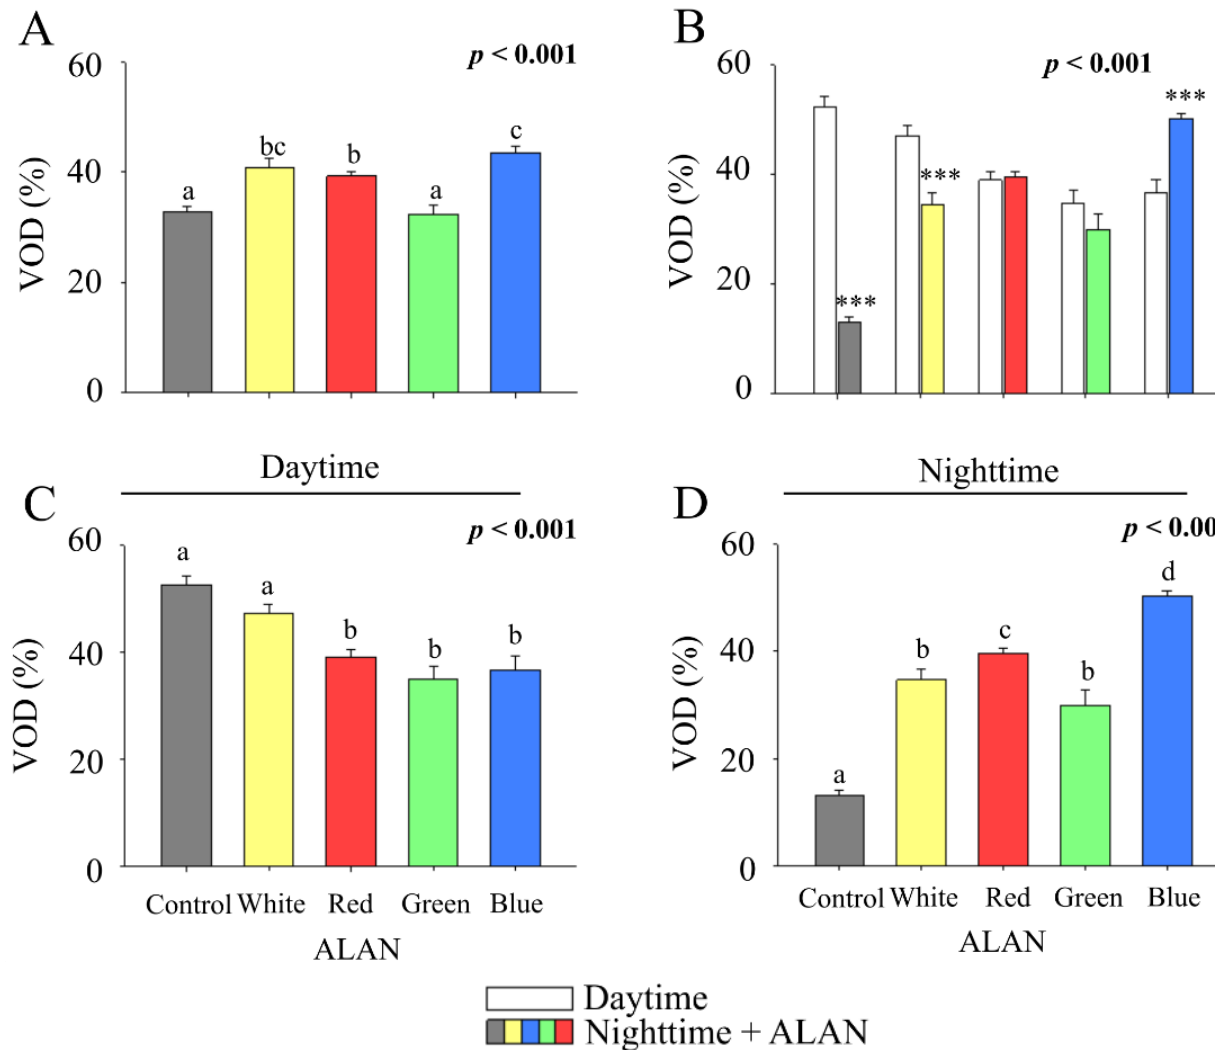 A
p < 0.001
60
40
20
0
VOD (%)
a
bc
b
a
c
B
p < 0.001
60
40
20
0
VOD (%)
***
***
***
Daytime
C
p < 0.001
60
40
20
0
VOD (%)
a
a
b
b
b
Control White Red Green Blue
ALAN
Nighttime
D
p < 0.00
60
40
20
0
VOD (%)
a
b
c
b
d
Control White Red Green Blue
ALAN
Daytime
Nighttime + ALAN